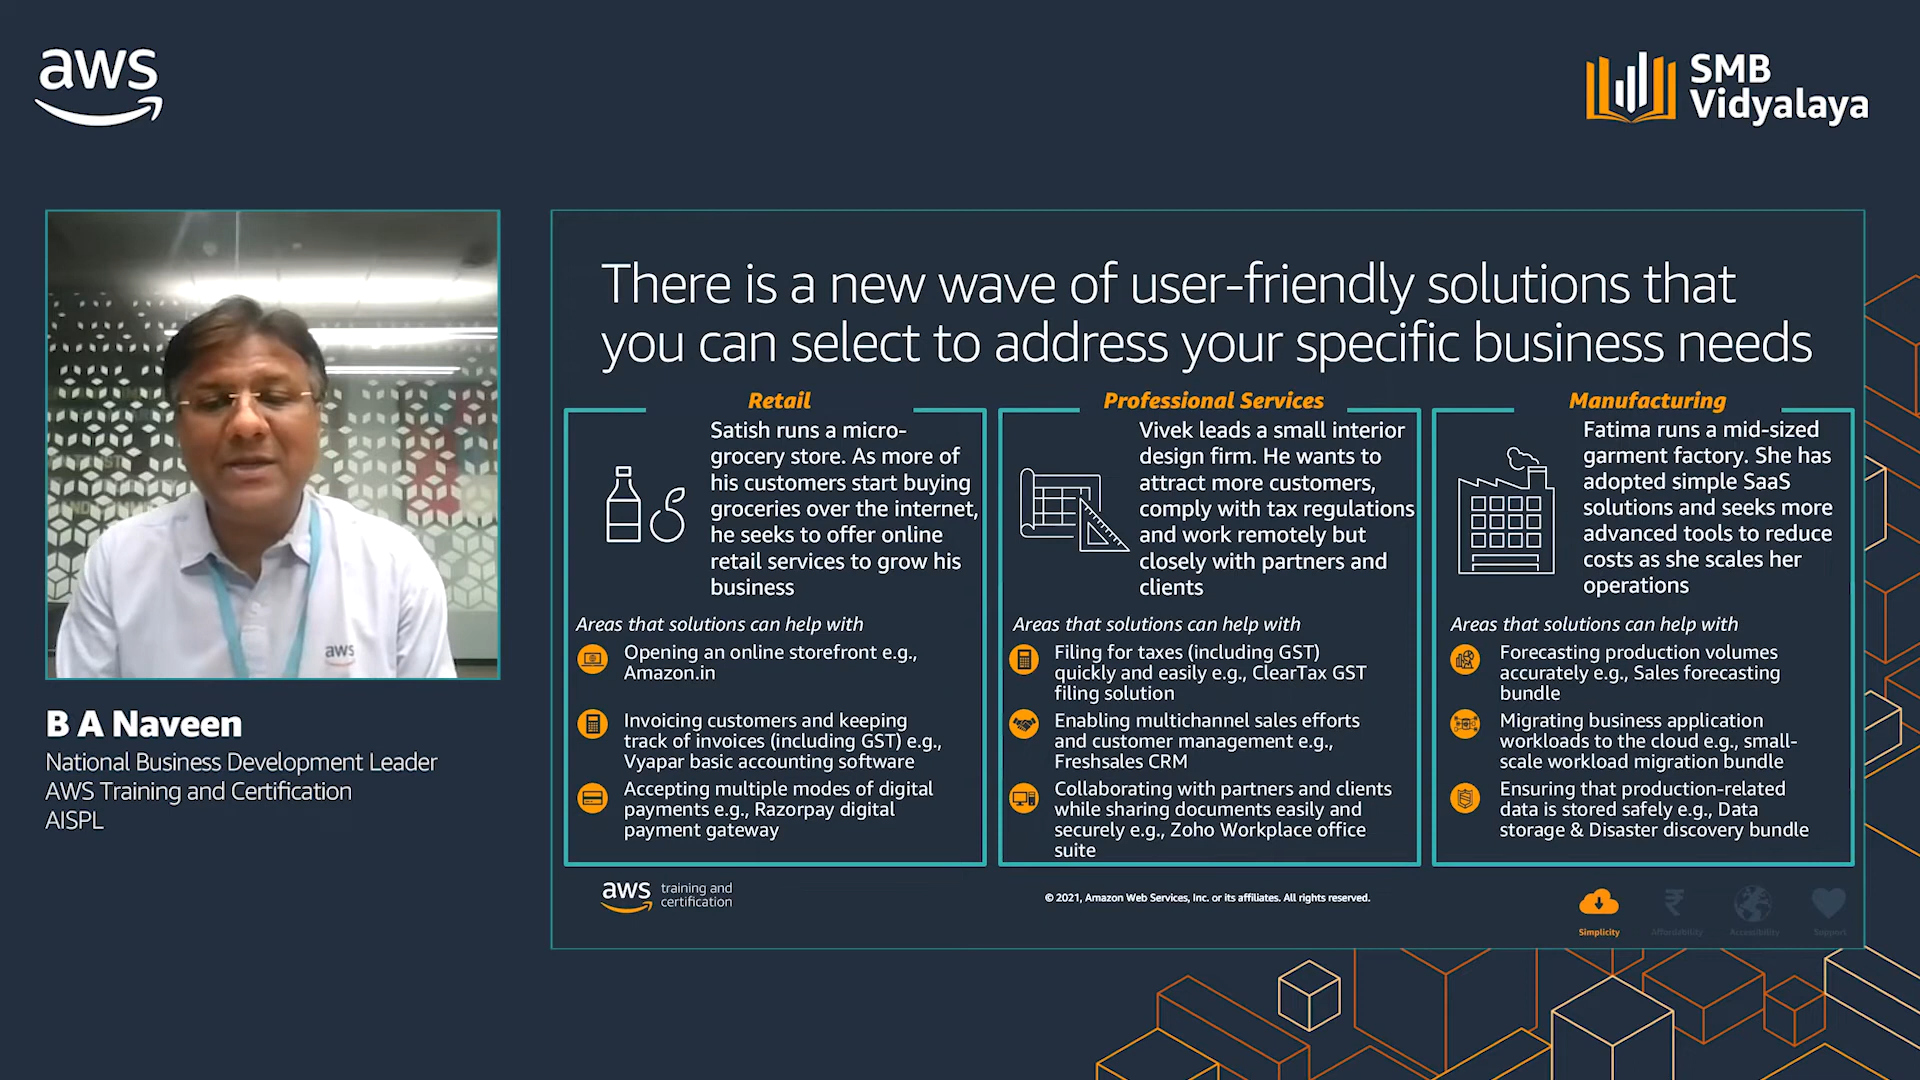 aws
SMB
Vidyalaya
There is a new wave of user-friendly solutions that
you can select to address your specific business needs
Retail
Satish runs a micro-
grocery store. As more of
his customers start buying
groceries over the internet,
he seeks to offer online
retail services to grow his
business
Areas that solutions can help with
Opening an online storefront e.g.,
Amazon.in
Invoicing customers and keeping
track of invoices (including GST) e.g.,
Vyapar basic accounting software
Accepting multiple modes of digital
payments e.g., Razorpay digital
payment gateway
Professional Services
Vivek leads a small interior
design firm. He wants to
attract more customers,
comply with tax regulations
and work remotely but
closely with partners and
clients
Areas that solutions can help with
Filing for taxes (including GST)
quickly and easily e.g., ClearTax GST
filing solution
Enabling multichannel sales efforts
and customer management e.g.,
Freshsales CRM
Collaborating with partners and clients
while sharing documents easily and
securely e.g., Zoho Workplace office
suite
Manufacturing
Fatima runs a mid-sized
garment factory. She has
adopted simple SaaS
solutions and seeks more
advanced tools to reduce
costs as she scales her
operations
Areas that solutions can help with
Forecasting production volumes
accurately e.g., Sales forecasting
bundle
Migrating business application
workloads to the cloud e.g., small-
scale workload migration bundle
Ensuring that production-related
data is stored safely e.g., Data
storage & Disaster discovery bundle
aws
B A Naveen
National Business Development Leader
AWS Training and Certification
AISPL
aws training and
certification
© 2021, Amazon Web Services, Inc. or its affiliates. All rights reserved.
Simplicity
Affordability
Accessibility
Support